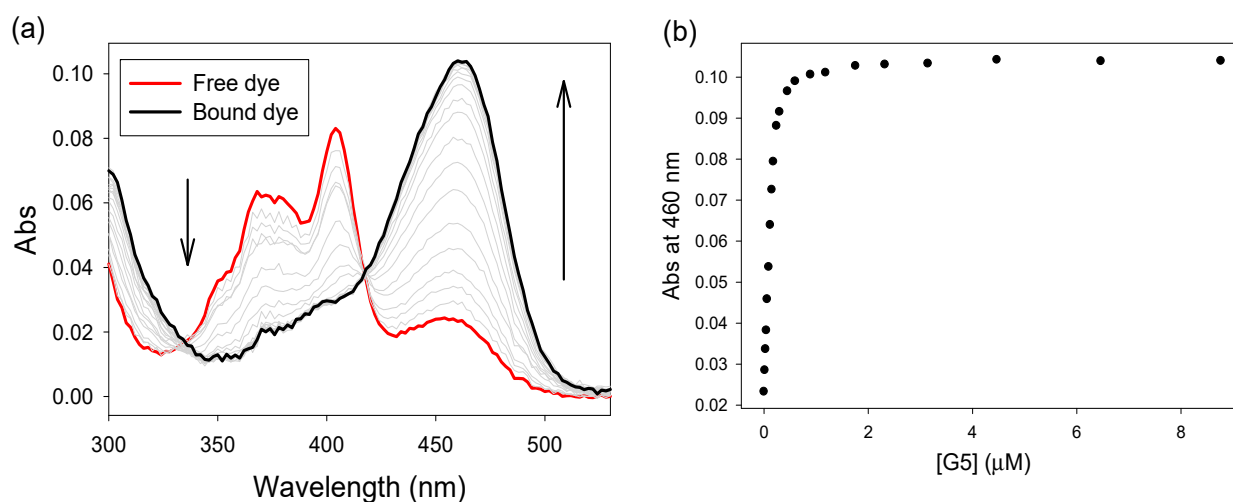 (a)
Abs
0.10
0.08
0.06
0.04
0.02
0.00
Free dye
Bound dye
300 350 400 450 500
Wavelength (nm)
(b)
Abs at 460 nm
0.10
0.09
0.08
0.07
0.06
0.05
0.04
0.03
0.02
0 2 4 6 8
[G5] (μM)